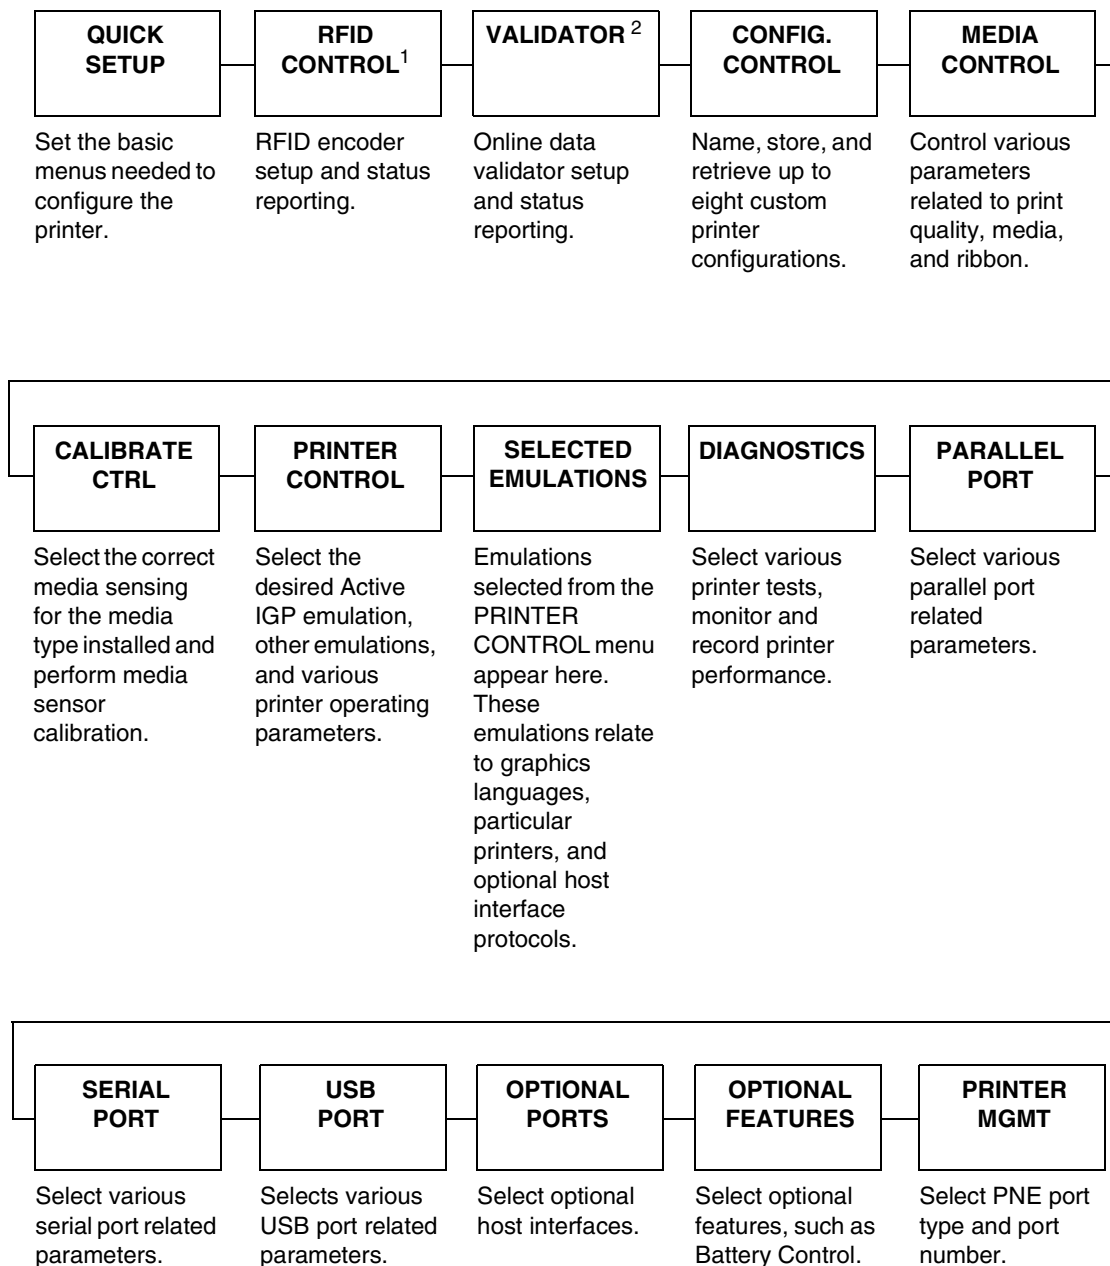 QUICK
SETUP
Set the basic
menus needed to
configure the
printer.
RFID
CONTROL1
RFID encoder
setup and status
reporting.
VALIDATOR 2
Online data
validator setup
and status
reporting.
CONFIG.
CONTROL
Name, store, and
retrieve up to
eight custom
printer
configurations.
MEDIA
CONTROL
Control various
parameters
related to print
quality, media,
and ribbon.
CALIBRATE
CTRL
Select the correct
media sensing
for the media
type installed and
perform media
sensor
calibration.
PRINTER
CONTROL
Select the
desired Active
IGP emulation,
other emulations,
and various
printer operating
parameters.
SELECTED
EMULATIONS
Emulations
selected from the
PRINTER
CONTROL menu
appear here.
These
emulations relate
to graphics
languages,
particular
printers, and
optional host
interface
protocols.
DIAGNOSTICS
Select various
printer tests,
monitor and
record printer
performance.
PARALLEL
PORT
Select various
parallel port
related
parameters.
SERIAL
PORT
Select various
serial port related
parameters.
USB
PORT
Selects various
USB port related
parameters.
OPTIONAL
PORTS
Select optional
host interfaces.
OPTIONAL
FEATURES
Select optional
features, such as
Battery Control.
PRINTER
MGMT
Select PNE port
type and port
number.